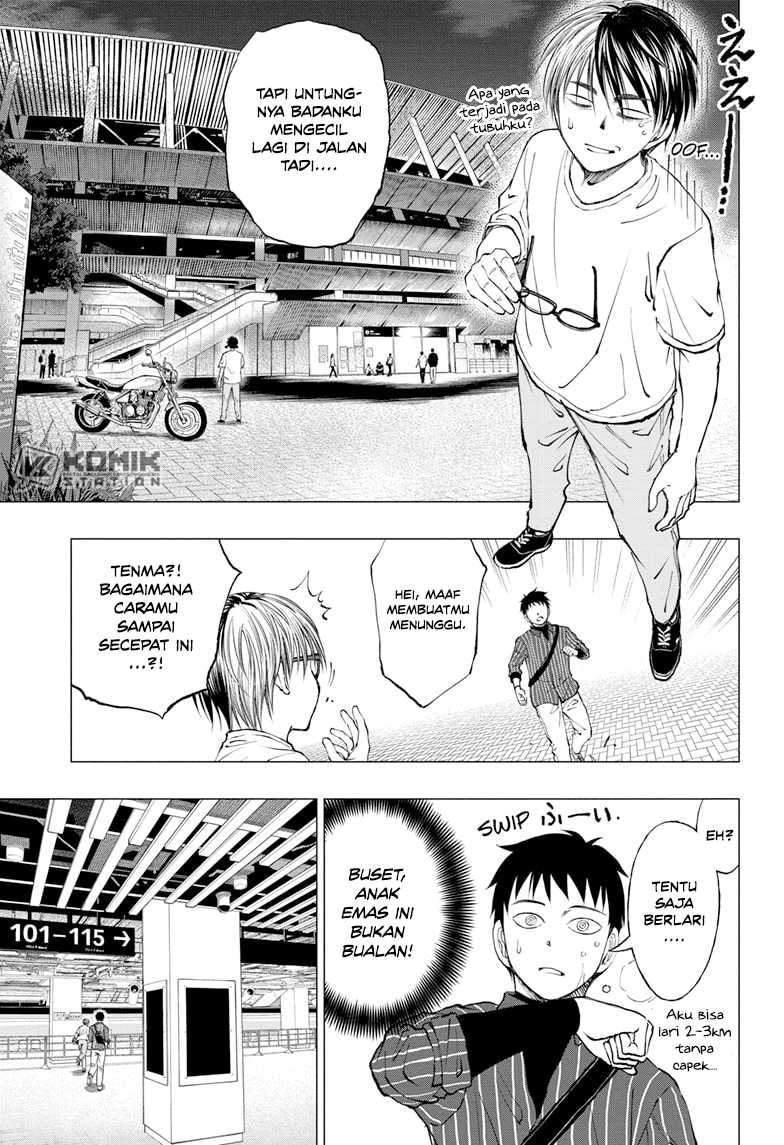 ええー...
OOF...
Apa yang
terjadi pada
tubuhku?
TAPI UNTUNG-
NYA BADANKU
MENGECIL
LAGI DI JALAN
TADI....
KOMIK
STATION
HEI, MAAF
MEMBUATMU
MENUNGGU.
TENMA?!
BAGAIMANA
CARAMU
SAMPAI
SECEPAT INI
...?!
EH?
TENTU
SAJA
BERLARI
....
SWIP ふーい.
Aku bisa
lari 2-3km
tanpa
capek....
BUSET,
ANAK
EMAS INI
BUKAN
BUALAN!
101-115 →